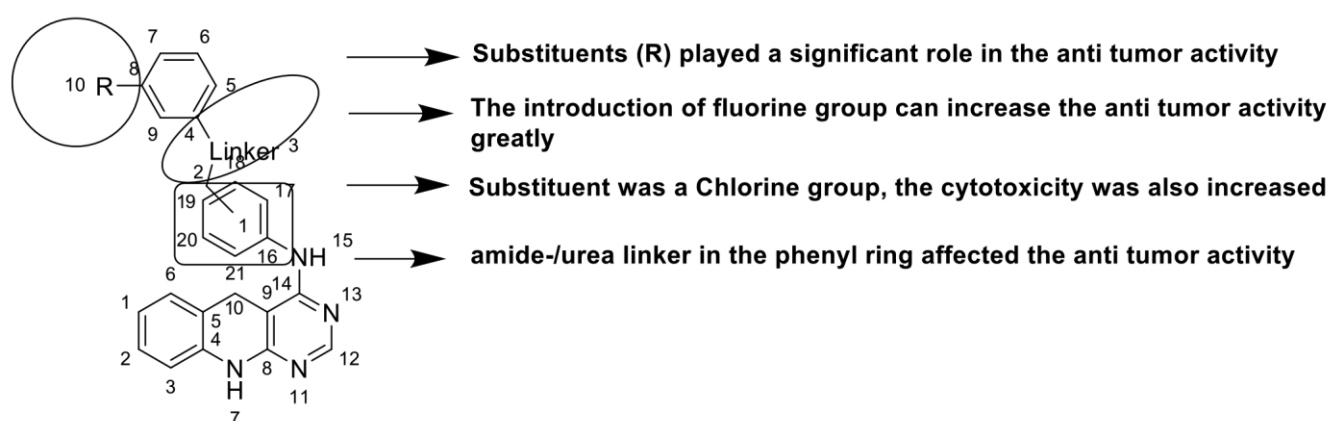 Substituents (R) played a significant role in the anti tumor activity
The introduction of fluorine group can increase the anti tumor activity
greatly
Substituent was a Chlorine group, the cytotoxicity was also increased
amide-/urea linker in the phenyl ring affected the anti tumor activity
7 6
8
10 R 5
9 4
Linker 3
18
2
19 17
1
20
16 NH 15
6 21
14
1 10 9 N 13
5
4
2 N 8 N 12
3 H 11
7